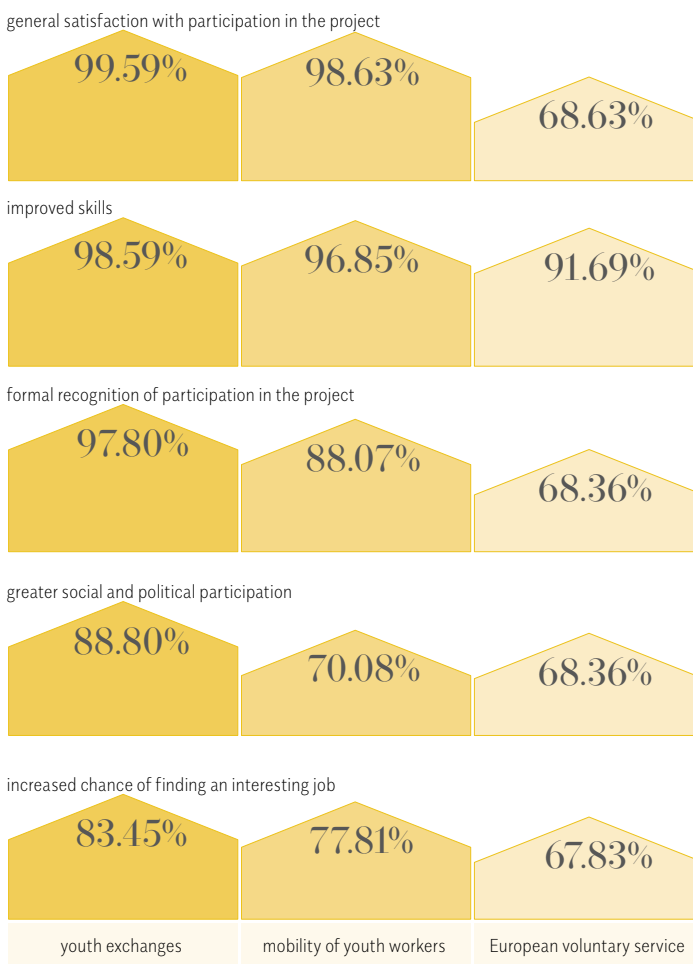 general satisfaction with participation in the project
99.59% 98.63% 68.63%
improved skills
98.59% 96.85% 91.69%
formal recognition of participation in the project
97.80% 88.07% 68.36%
greater social and political participation
88.80% 70.08% 68.36%
increased chance of finding an interesting job
83.45% 77.81% 67.83%
youth exchanges mobility of youth workers European voluntary service